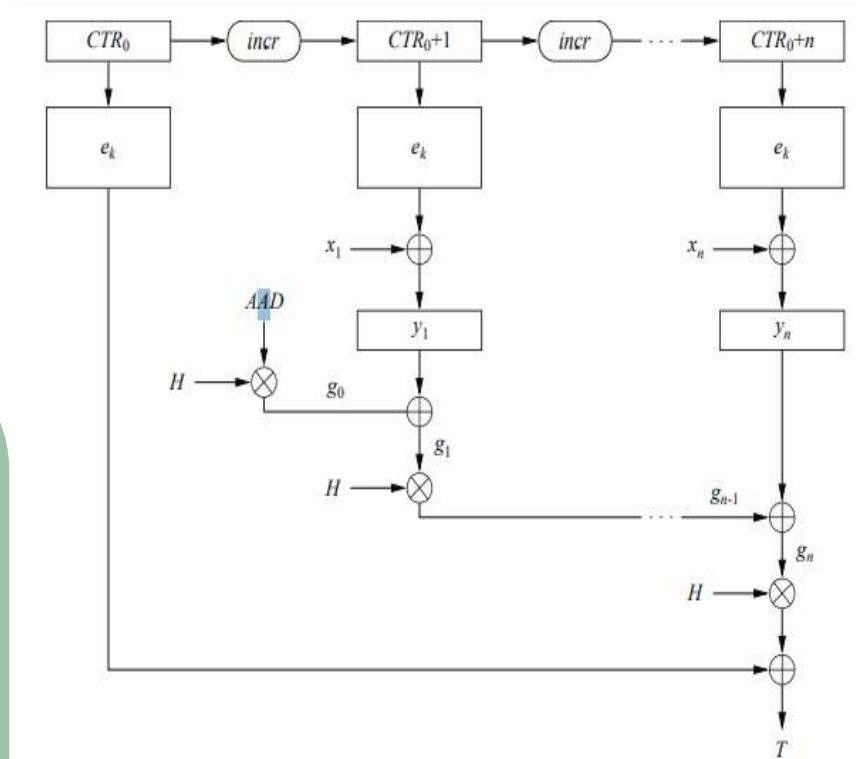 CTR₀ incr CTR₀+1 incr ... CTR₀+n
eₖ eₖ eₖ
x₁ xₙ
AAD
y₁ yₙ
H g₀
g₁
H gₙ₋₁
gₙ
H
T